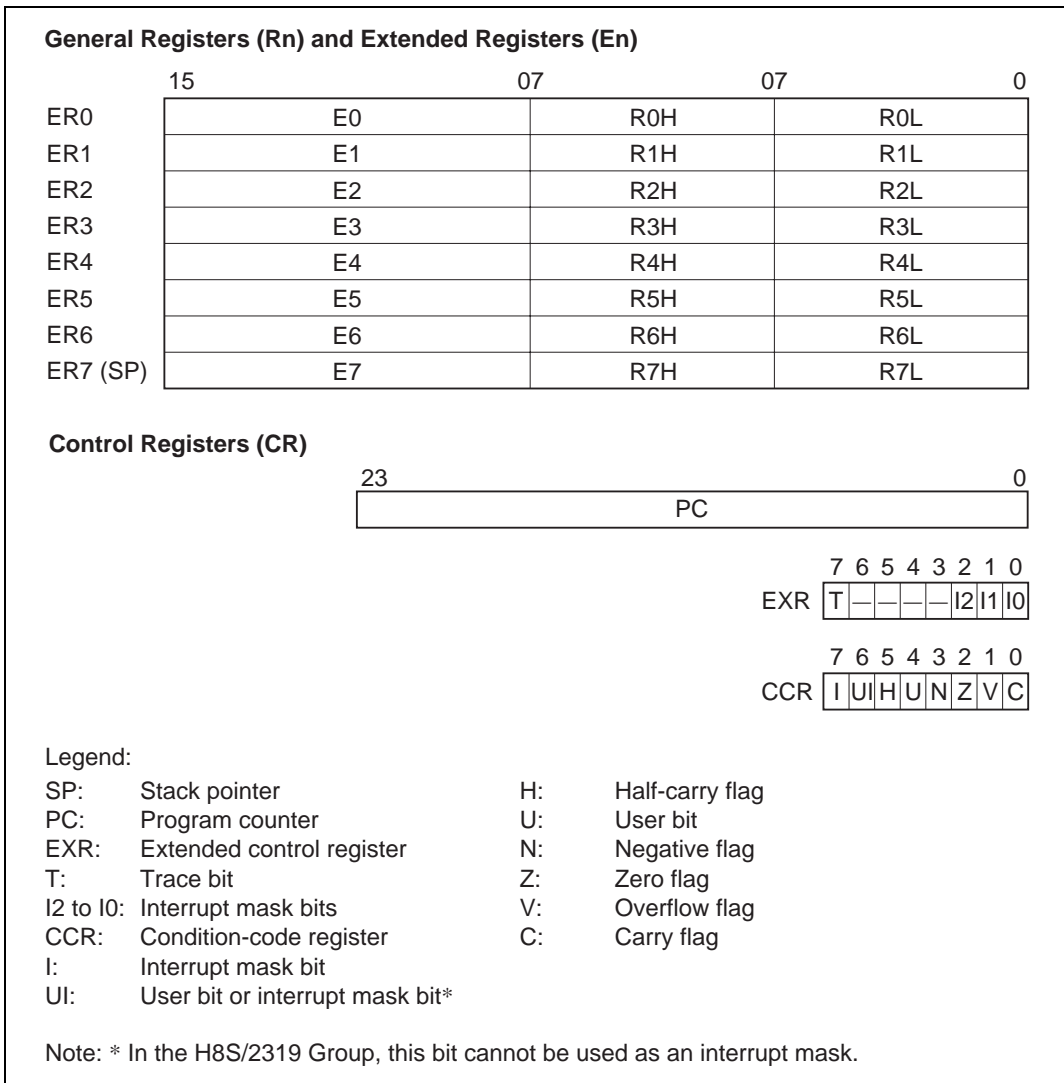 General Registers (Rn) and Extended Registers (En)
15 07 07 0
ER0 E0 R0H R0L
ER1 E1 R1H R1L
ER2 E2 R2H R2L
ER3 E3 R3H R3L
ER4 E4 R4H R4L
ER5 E5 R5H R5L
ER6 E6 R6H R6L
ER7 (SP) E7 R7H R7L
Control Registers (CR)
23 0
PC
7 6 5 4 3 2 1 0
EXR T — — — — I2 I1 I0
7 6 5 4 3 2 1 0
CCR I UI H U N Z V C
Legend:
SP: Stack pointer H: Half-carry flag
PC: Program counter U: User bit
EXR: Extended control register N: Negative flag
T: Trace bit Z: Zero flag
I2 to I0: Interrupt mask bits V: Overflow flag
CCR: Condition-code register C: Carry flag
I: Interrupt mask bit
UI: User bit or interrupt mask bit*
Note: * In the H8S/2319 Group, this bit cannot be used as an interrupt mask.